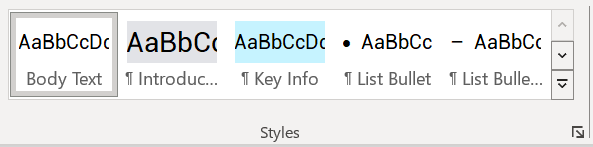 AaBbCcDc AaBbCc AaBbCcDc • AaBbCc – AaBbCc
Body Text ¶ Introduc... ¶ Key Info ¶ List Bullet ¶ List Bulle...
Styles